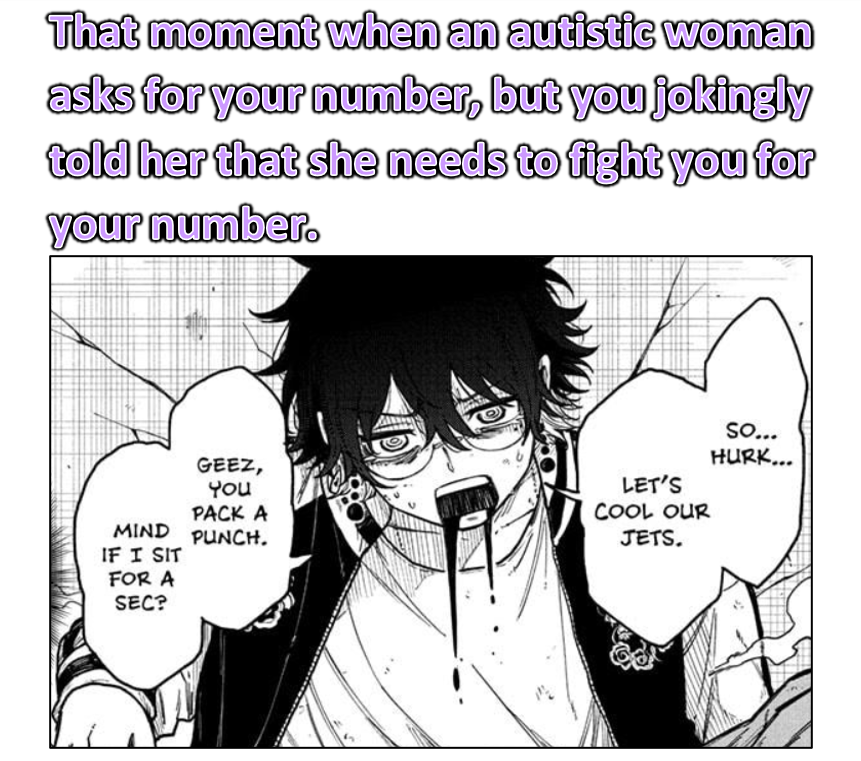 That moment when an autistic woman
asks for your number, but you jokingly
told her that she needs to fight you for
your number.
SO...
HURK...
LET'S
COOL OUR
JETS.
GEEZ,
YOU
PACK A
PUNCH.
MIND
IF I SIT
FOR A
SEC?